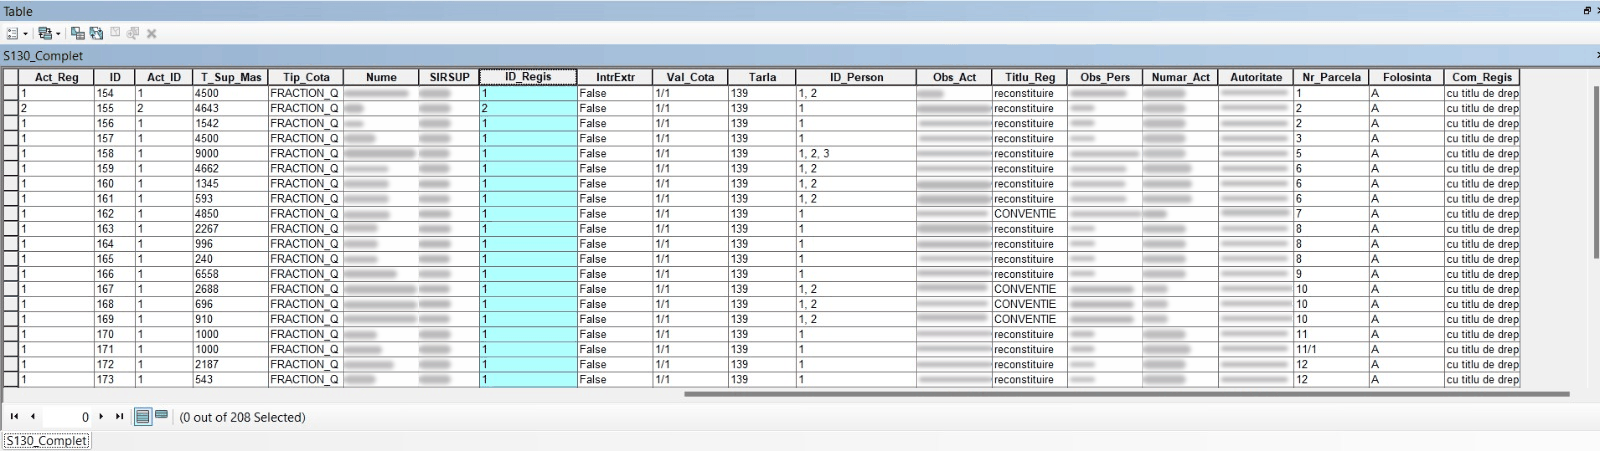 Table
S130_Complet
Act_Reg ID Act_ID T_Sup_Mas Tip_Cota Nume SIRSUP ID_Regis IntrExtr Val_Cota Tarla ID_Person Obs_Act Titlu_Reg Obs_Pers Numar_Act Autoritate Nr_Parcela Folosinta Com_Regis
1 154 1 4500 FRACTION_Q 1 False 1/1 139 1, 2 reconstituire 1 A cu titlu de drep
2 155 2 4643 FRACTION_Q 2 False 1/1 139 1 reconstituire 2 A cu titlu de drep
1 156 1 1542 FRACTION_Q 1 False 1/1 139 1 reconstituire 2 A cu titlu de drep
1 157 1 4500 FRACTION_Q 1 False 1/1 139 1 reconstituire 3 A cu titlu de drep
1 158 1 9000 FRACTION_Q 1 False 1/1 139 1, 2, 3 reconstituire 5 A cu titlu de drep
1 159 1 4662 FRACTION_Q 1 False 1/1 139 1, 2 reconstituire 6 A cu titlu de drep
1 160 1 1345 FRACTION_Q 1 False 1/1 139 1, 2 reconstituire 6 A cu titlu de drep
1 161 1 593 FRACTION_Q 1 False 1/1 139 1, 2 reconstituire 6 A cu titlu de drep
1 162 1 4850 FRACTION_Q 1 False 1/1 139 1 CONVENTIE 7 A cu titlu de drep
1 163 1 2267 FRACTION_Q 1 False 1/1 139 1 reconstituire 8 A cu titlu de drep
1 164 1 996 FRACTION_Q 1 False 1/1 139 1 reconstituire 8 A cu titlu de drep
1 165 1 240 FRACTION_Q 1 False 1/1 139 1 reconstituire 8 A cu titlu de drep
1 166 1 6558 FRACTION_Q 1 False 1/1 139 1 reconstituire 9 A cu titlu de drep
1 167 1 2688 FRACTION_Q 1 False 1/1 139 1, 2 CONVENTIE 10 A cu titlu de drep
1 168 1 696 FRACTION_Q 1 False 1/1 139 1, 2 CONVENTIE 10 A cu titlu de drep
1 169 1 910 FRACTION_Q 1 False 1/1 139 1, 2 CONVENTIE 10 A cu titlu de drep
1 170 1 1000 FRACTION_Q 1 False 1/1 139 1 reconstituire 11 A cu titlu de drep
1 171 1 1000 FRACTION_Q 1 False 1/1 139 1 reconstituire 11/1 A cu titlu de drep
1 172 1 2187 FRACTION_Q 1 False 1/1 139 1 reconstituire 12 A cu titlu de drep
1 173 1 543 FRACTION_Q 1 False 1/1 139 1 reconstituire 12 A cu titlu de drep
0 (0 out of 208 Selected)
S130_Complet